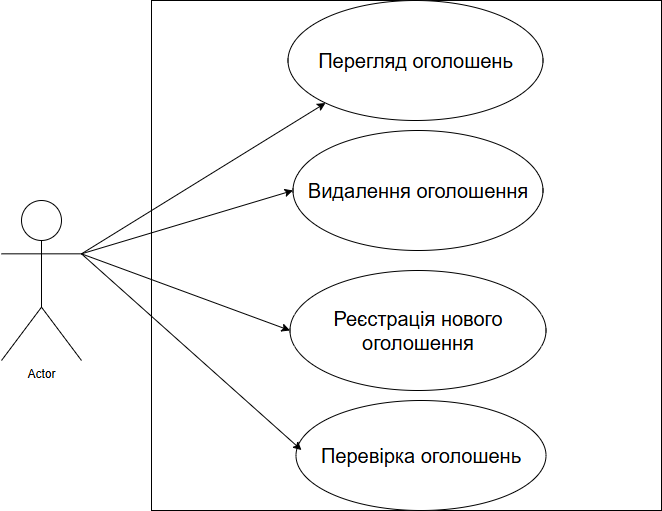 Перегляд оголошень
Видалення оголошення
Реєстрація нового
оголошення
Actor
Перевірка оголошень